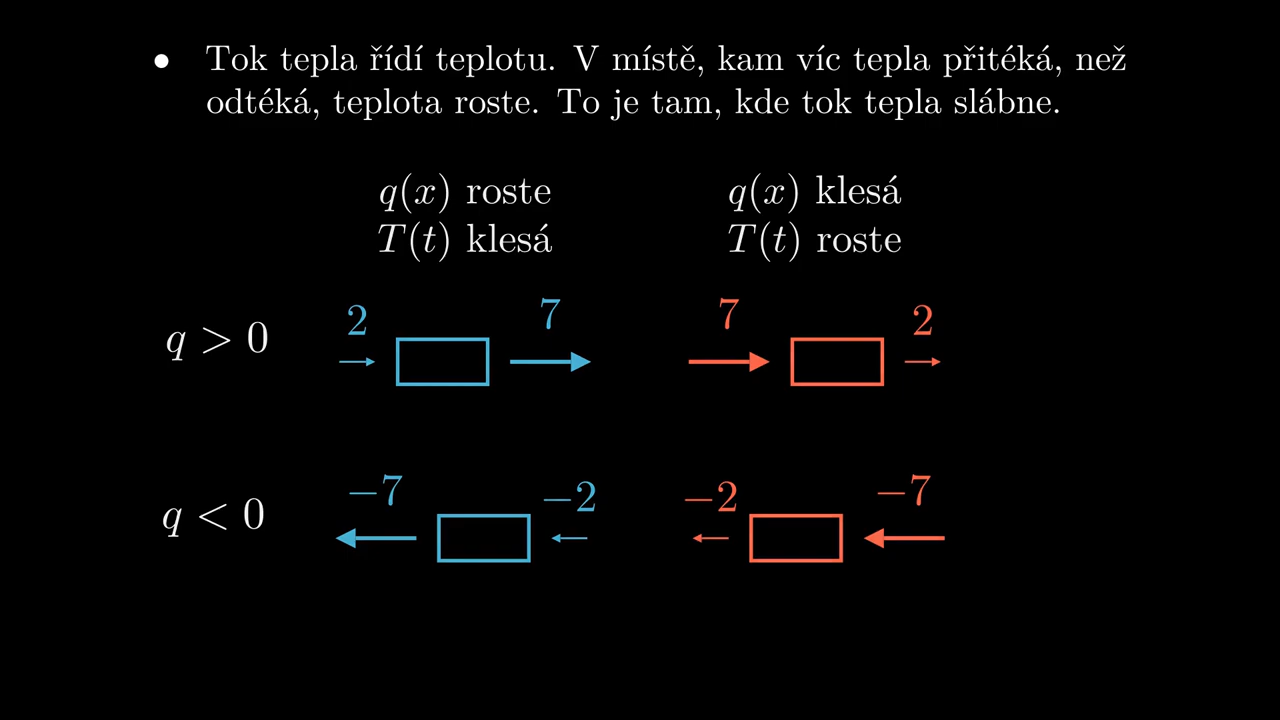 • Tok tepla řídí teplotu. V místě, kam víc tepla přitéká, než
odtéká, teplota roste. To je tam, kde tok tepla slábne.
q(x) roste q(x) klesá
T(t) klesá T(t) roste
2 7 7 2
q > 0
−7 −2 −2 −7
q < 0